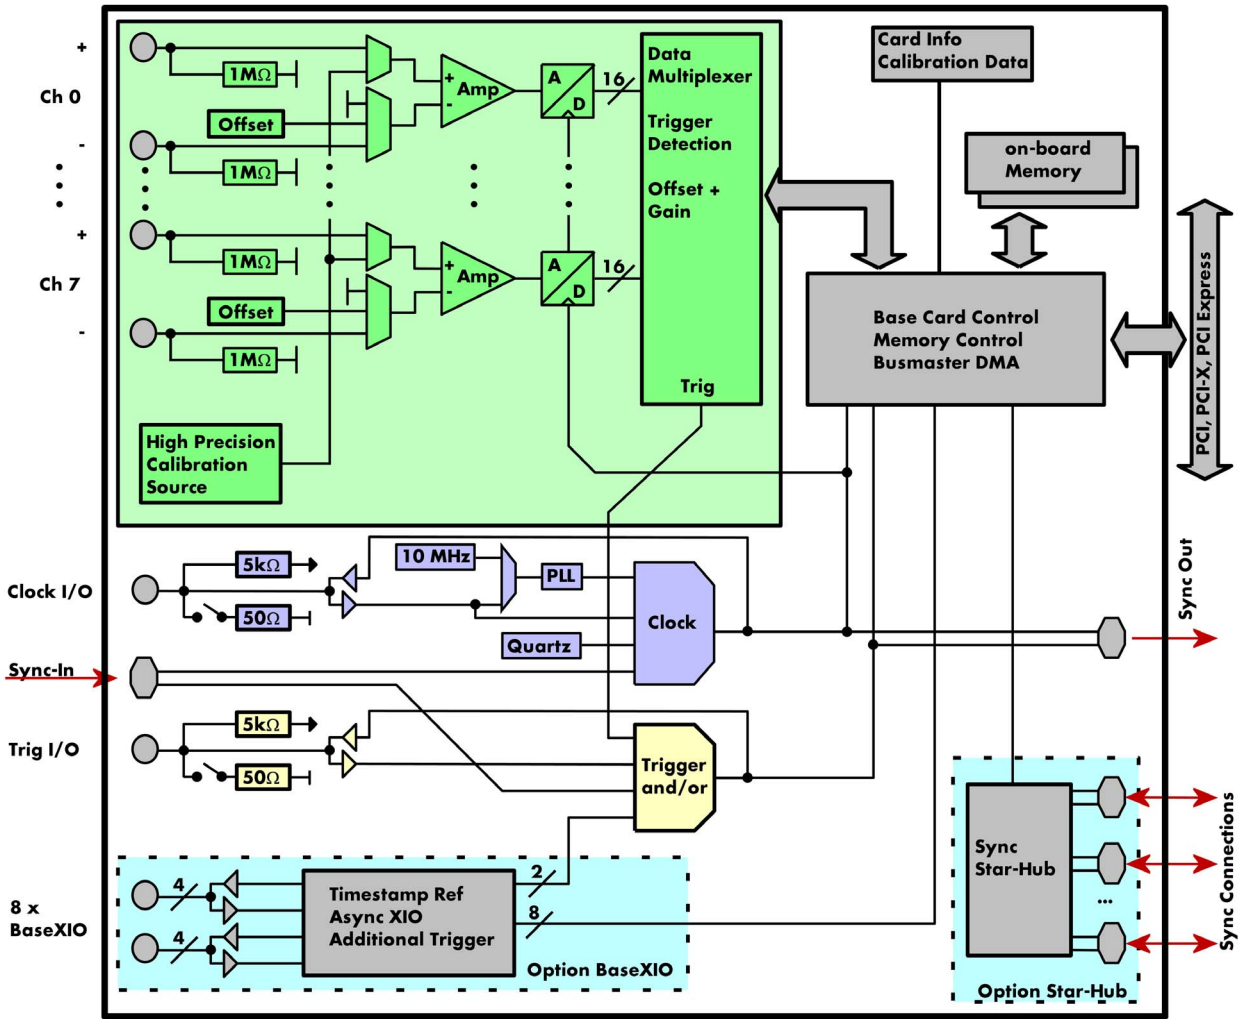 +
Ch 0
-
+
Ch 7
-
1MΩ
Offset
1MΩ
1MΩ
Offset
1MΩ
+
-
Amp
A
D
16
+
-
Amp
A
D
16
Data
Multiplexer
Trigger
Detection
Offset +
Gain
Trig
High Precision
Calibration
Source
Card Info
Calibration Data
on-board
Memory
Base Card Control
Memory Control
Busmaster DMA
PCI, PCI-X, PCI Express
Clock I/O
5kΩ
50Ω
10 MHz
PLL
Quartz
Clock
Sync Out
Sync-In
Trig I/O
5kΩ
50Ω
Trigger
and/or
8 x
BaseXIO
4
4
Timestamp Ref
Async XIO
Additional Trigger
2
8
Option BaseXIO
Sync
Star-Hub
...
Option Star-Hub
Sync Connections